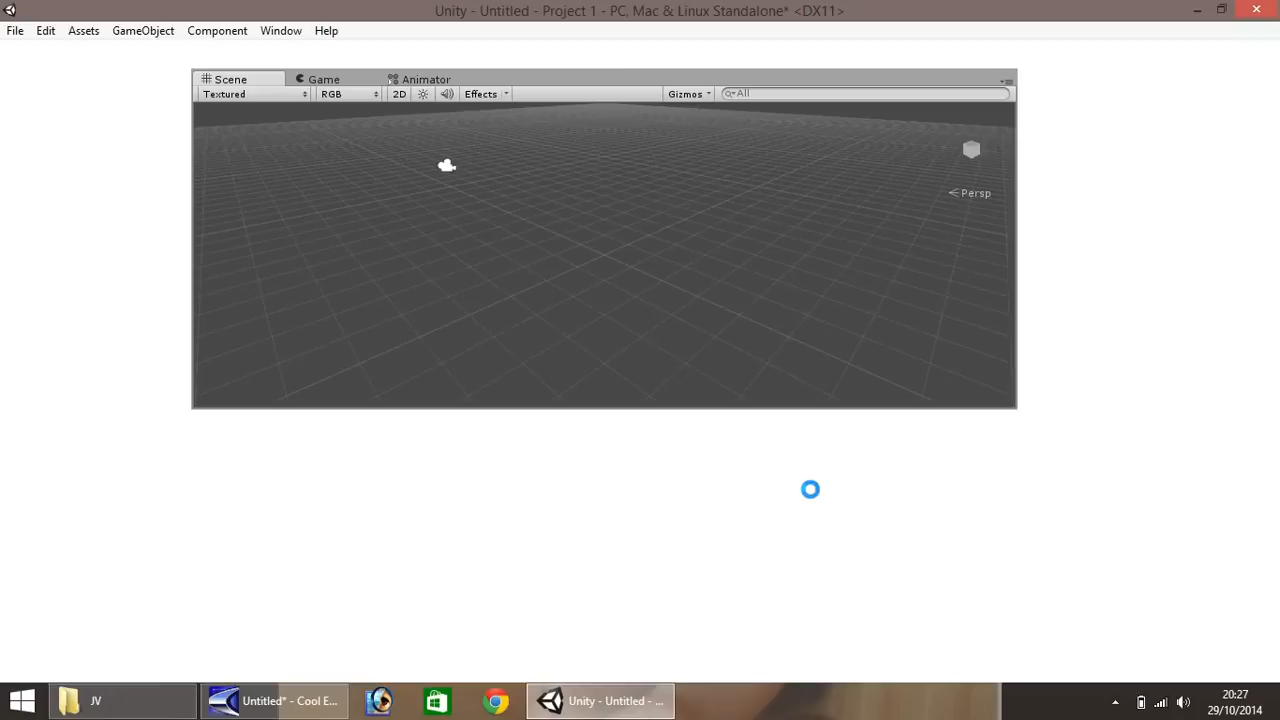 Unity - Untitled - Project 1 - PC, Mac & Linux Standalone* <DX11>
File Edit Assets GameObject Component Window Help
Scene Game Animator
Textured RGB 2D Effects Gizmos All
Persp
JV Untitled* - Cool E... Unity - Untitled - ... 20:27
29/10/2014